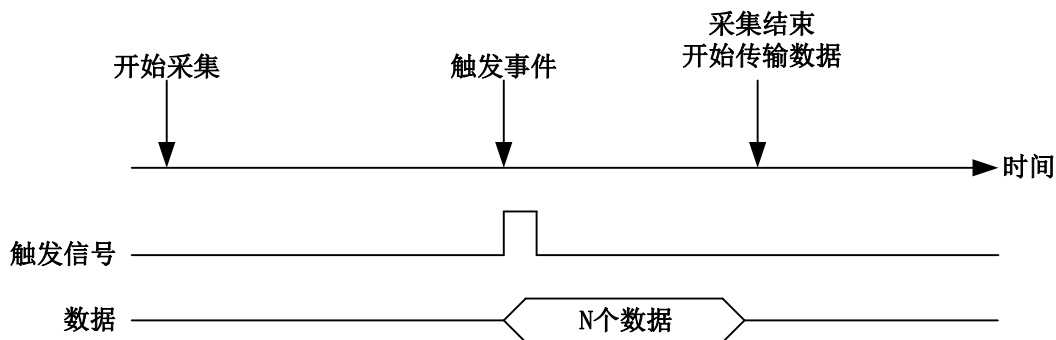 采集结束
开始传输数据
开始采集
触发事件
时间
触发信号
数据
N个数据